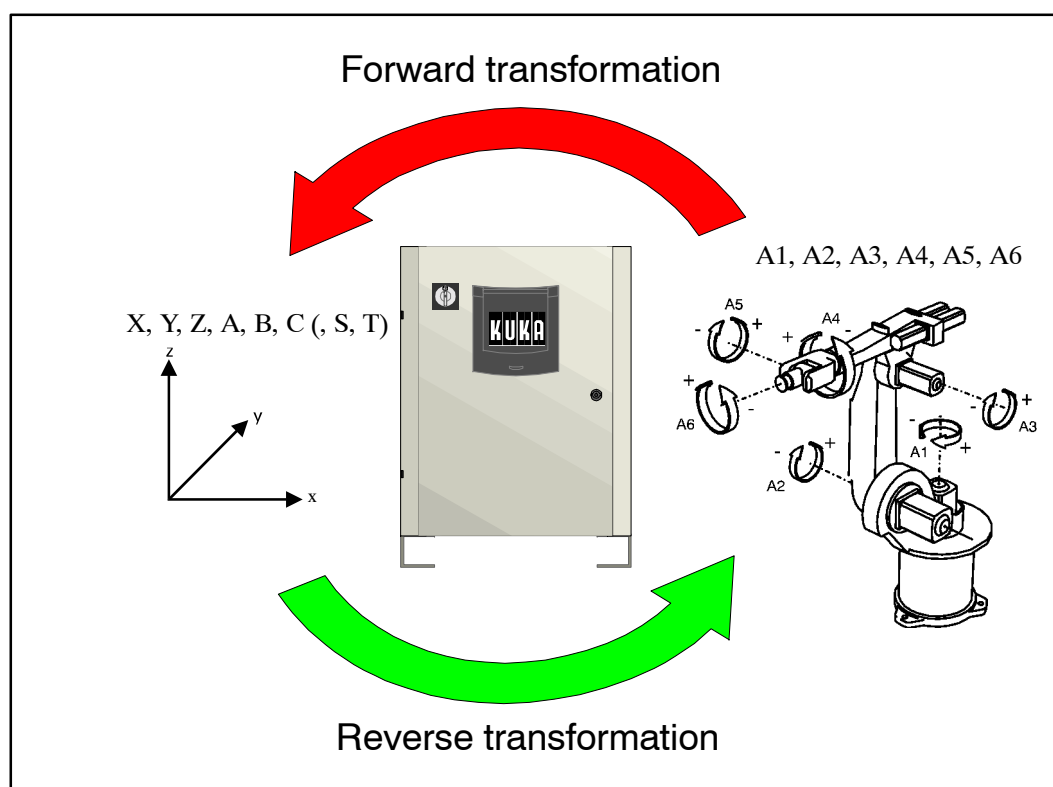 Forward transformation
A1, A2, A3, A4, A5, A6
X, Y, Z, A, B, C (, S, T)
KUKA
z
y
x
A5
- +
+ A4 -
+
A6 -
- +
A3
-
A1 +
- +
A2
Reverse transformation